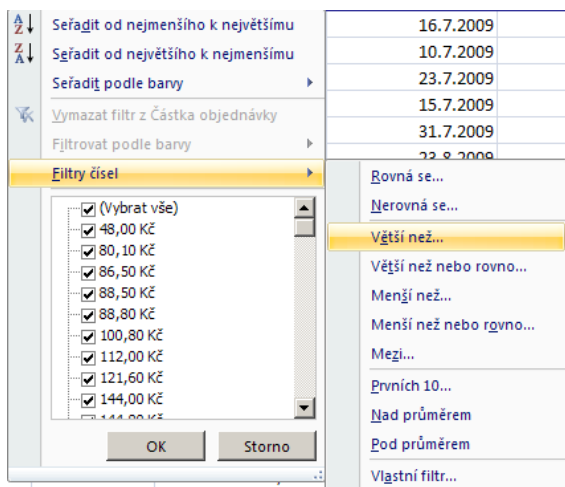 Seřadit od nejmenšího k největšímu
Seřadit od největšího k nejmenšímu
Seřadit podle barvy
Vymazat filtr z Částka objednávky
Filtrovat podle barvy
Filtry čísel
(Vybrat vše)
48,00 Kč
80,10 Kč
86,50 Kč
88,50 Kč
88,80 Kč
100,80 Kč
112,00 Kč
121,60 Kč
144,00 Kč
OK
Storno
16.7.2009
10.7.2009
23.7.2009
15.7.2009
31.7.2009
23.8.2009
Rovná se...
Nerovná se...
Větší než...
Větší než nebo rovno...
Menší než...
Menší než nebo rovno...
Mezi...
Prvních 10...
Nad průměrem
Pod průměrem
Vlastní filtr...